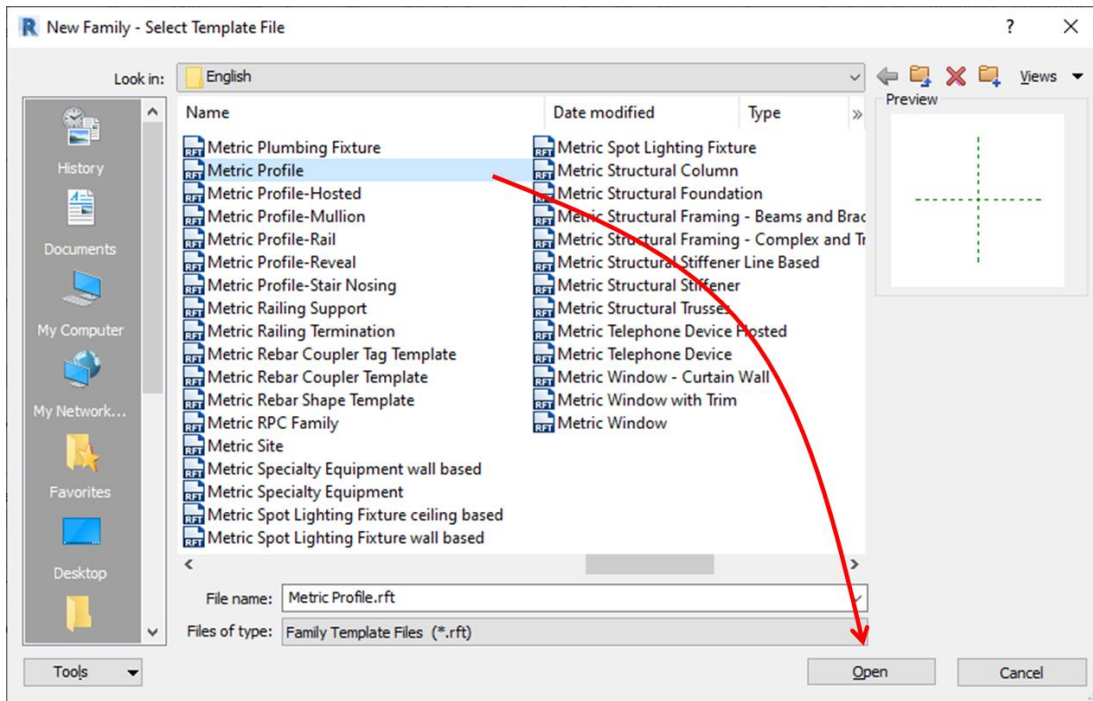 New Family - Select Template File
Look in: English
Views
Name Date modified Type
Preview
History
Documents
My Computer
My Network...
Favorites
Desktop
Metric Plumbing Fixture
Metric Profile
Metric Profile-Hosted
Metric Profile-Mullion
Metric Profile-Rail
Metric Profile-Reveal
Metric Profile-Stair Nosing
Metric Railing Support
Metric Railing Termination
Metric Rebar Coupler Tag Template
Metric Rebar Coupler Template
Metric Rebar Shape Template
Metric RPC Family
Metric Site
Metric Specialty Equipment wall based
Metric Specialty Equipment
Metric Spot Lighting Fixture ceiling based
Metric Spot Lighting Fixture wall based
Metric Spot Lighting Fixture
Metric Structural Column
Metric Structural Foundation
Metric Structural Framing - Beams and Brac
Metric Structural Framing - Complex and Tr
Metric Structural Stiffener Line Based
Metric Structural Stiffener
Metric Structural Trusses
Metric Telephone Device Hosted
Metric Telephone Device
Metric Window - Curtain Wall
Metric Window with Trim
Metric Window
File name: Metric Profile.rft
Files of type: Family Template Files (*.rft)
Tools
Open
Cancel